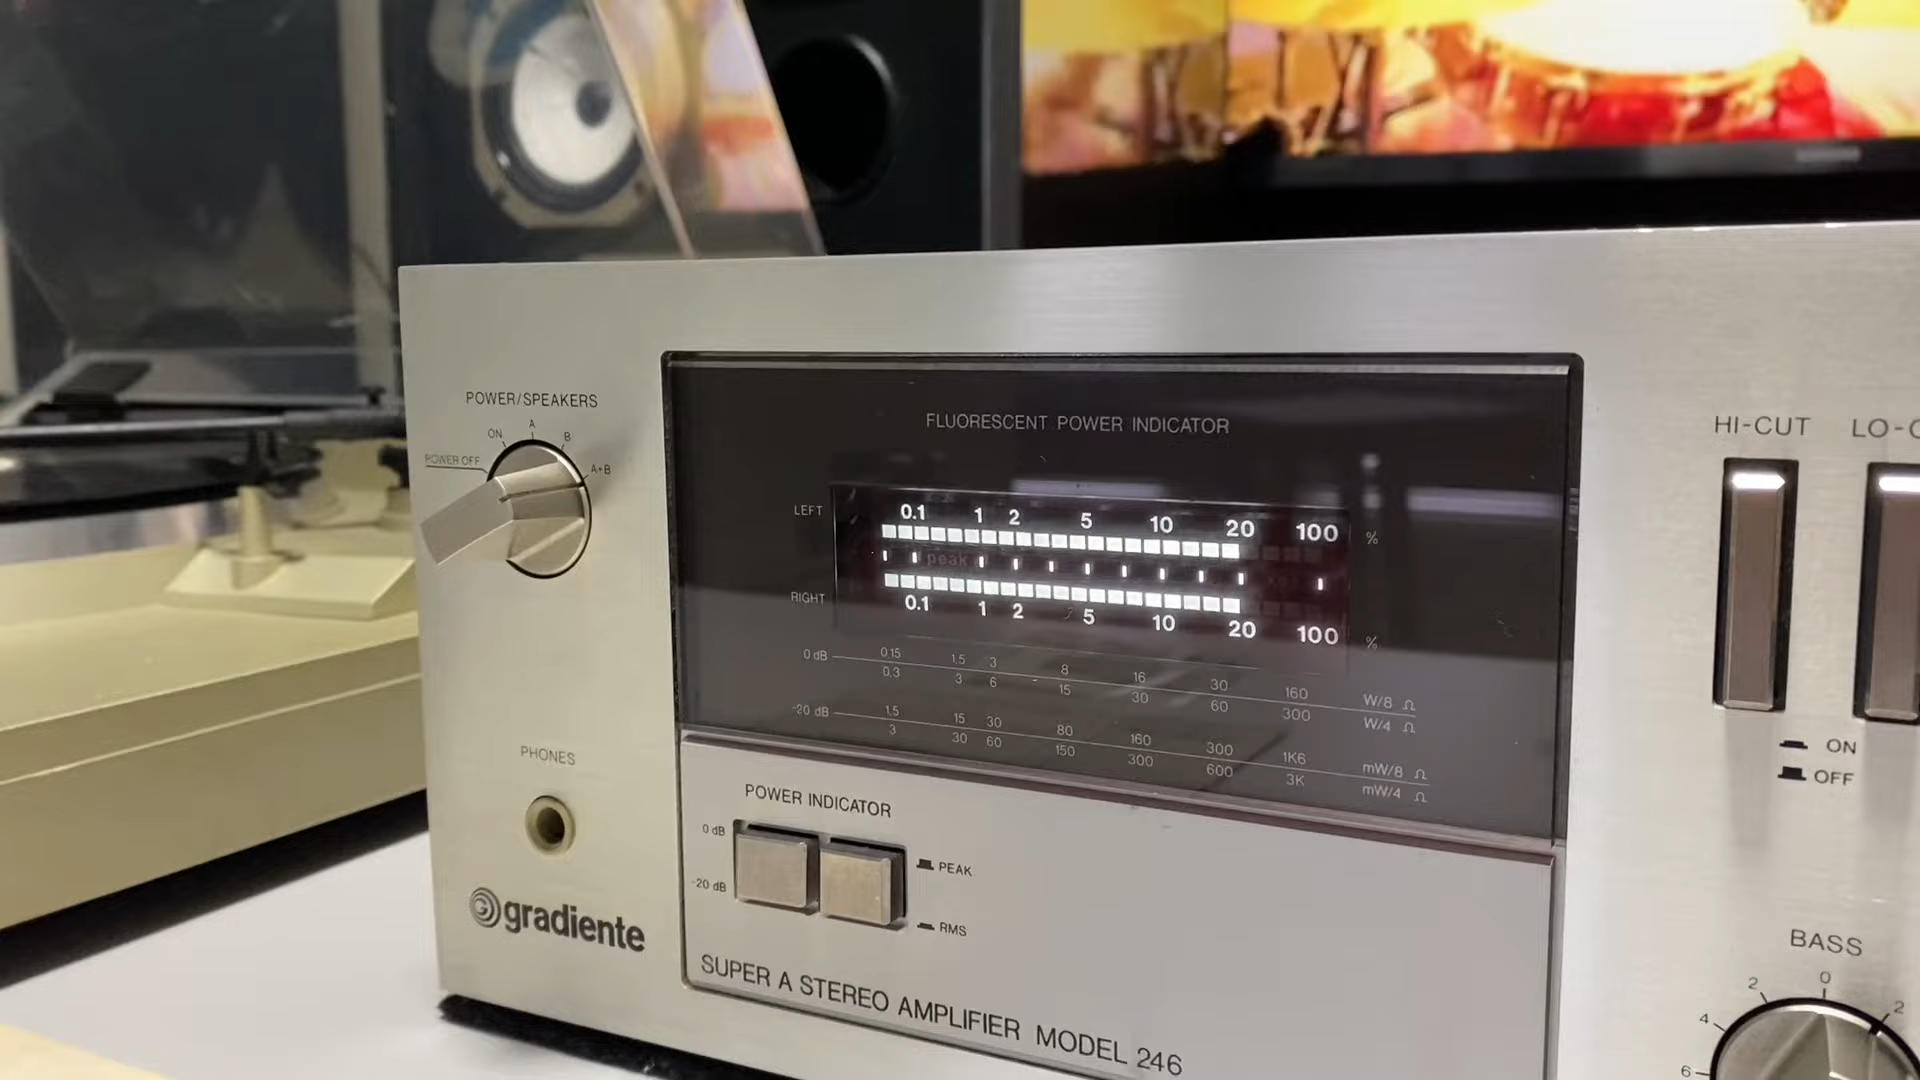 POWER/SPEAKERS
POWER OFF ON A B A+B
FLUORESCENT POWER INDICATOR
LEFT 0.1 1 2 5 10 20 100 %
peak
RIGHT 0.1 1 2 5 10 20 100 %
0 dB 0.15 1.5 3 8 16 30 160 W/8 Ω
0.3 3 6 15 30 60 300 W/4 Ω
-20 dB 1.5 15 30 80 160 300 1K6 mW/8 Ω
3 30 60 150 300 600 3K mW/4 Ω
PHONES
gradiente
POWER INDICATOR
0 dB
-20 dB
PEAK
RMS
SUPER A STEREO AMPLIFIER MODEL 246
HI-CUT LO-C
ON
OFF
BASS
6 4 2 0 2